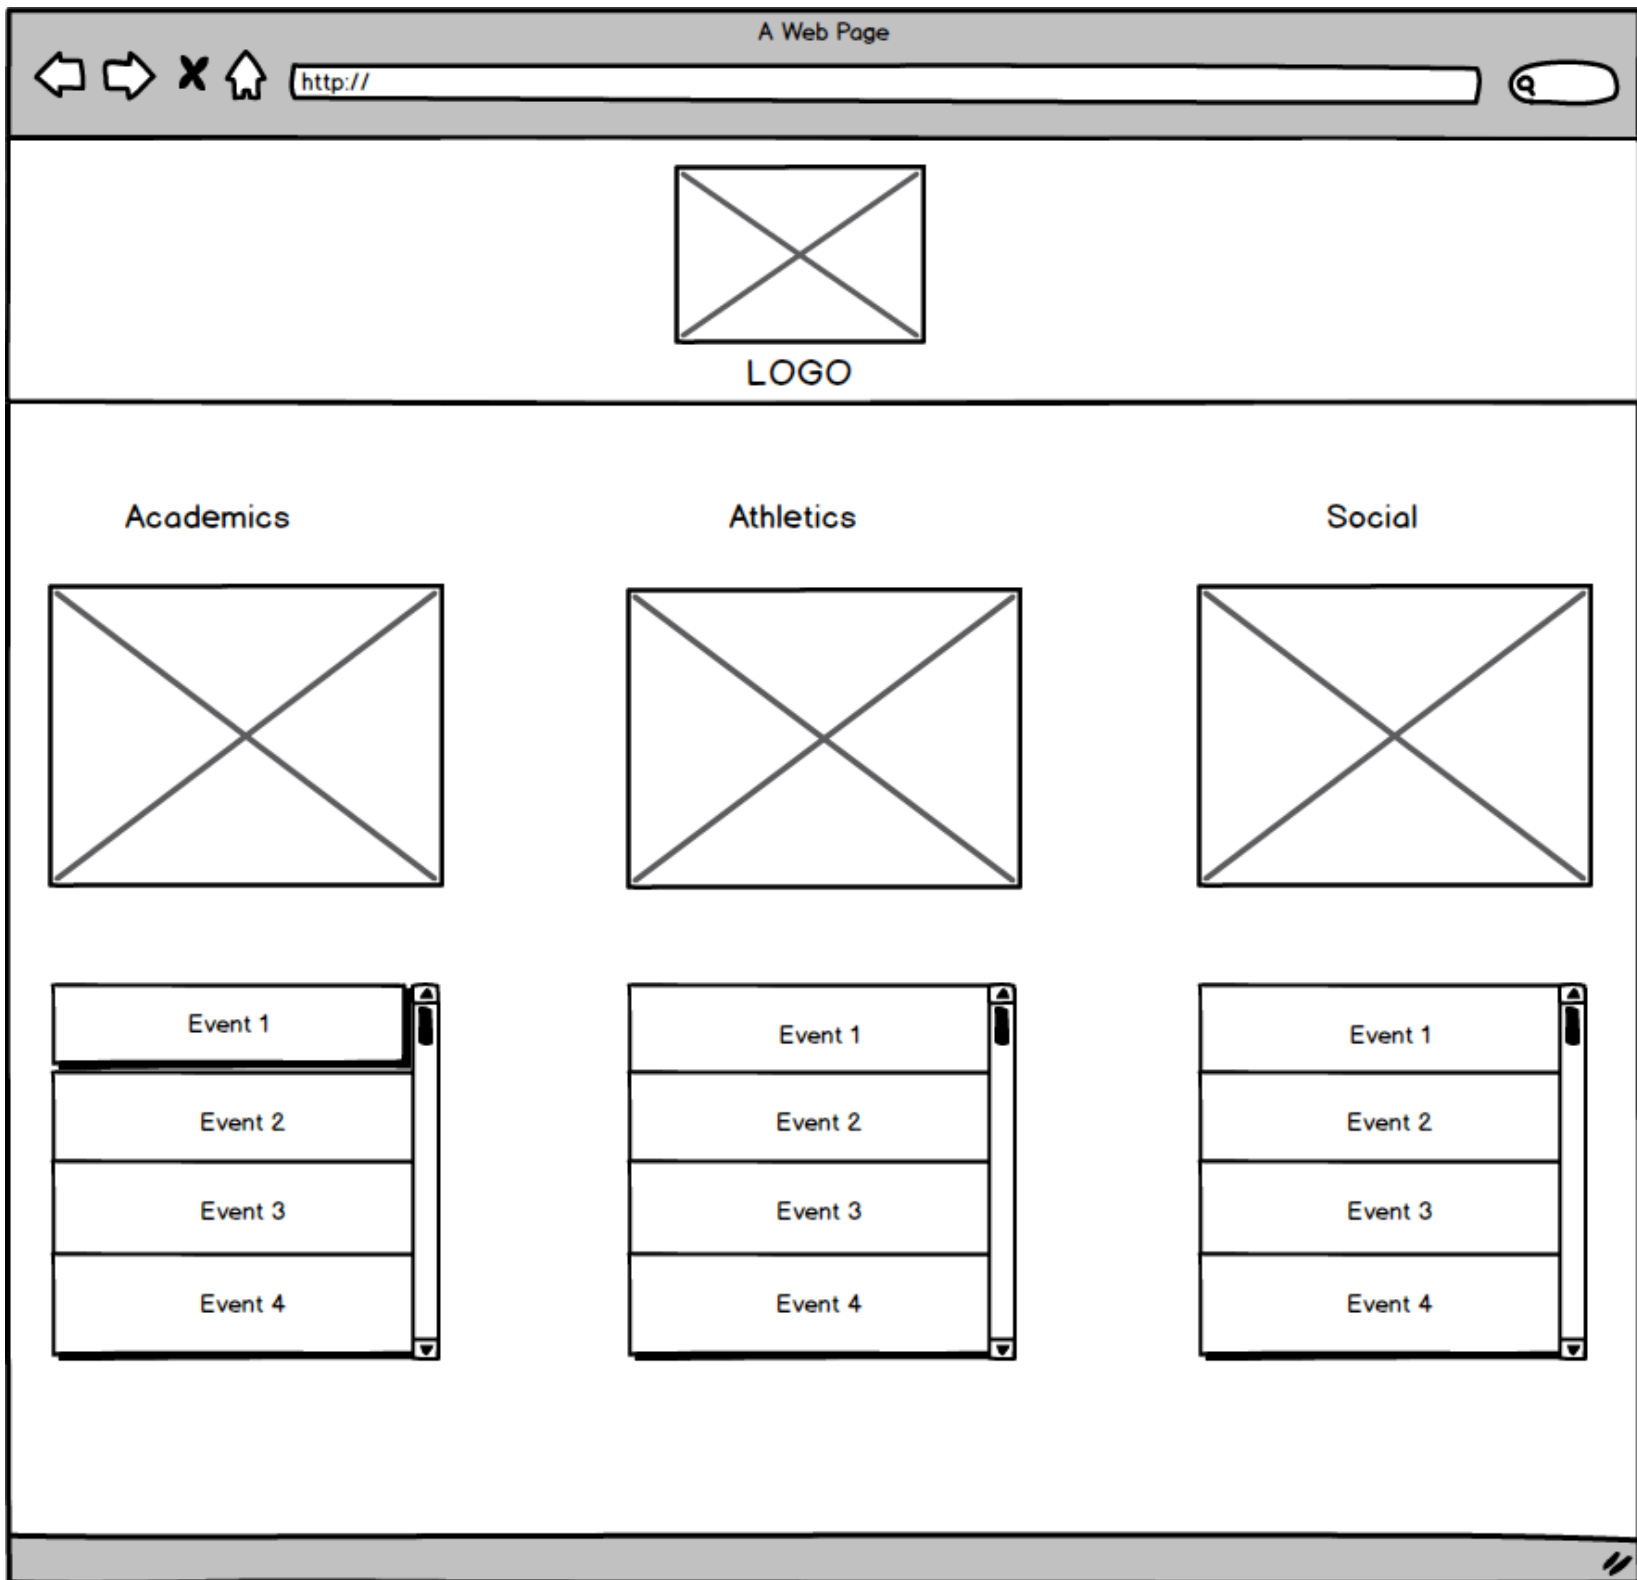 A Web Page
http://
LOGO
Academics
Athletics
Social
Event 1
Event 2
Event 3
Event 4
Event 1
Event 2
Event 3
Event 4
Event 1
Event 2
Event 3
Event 4